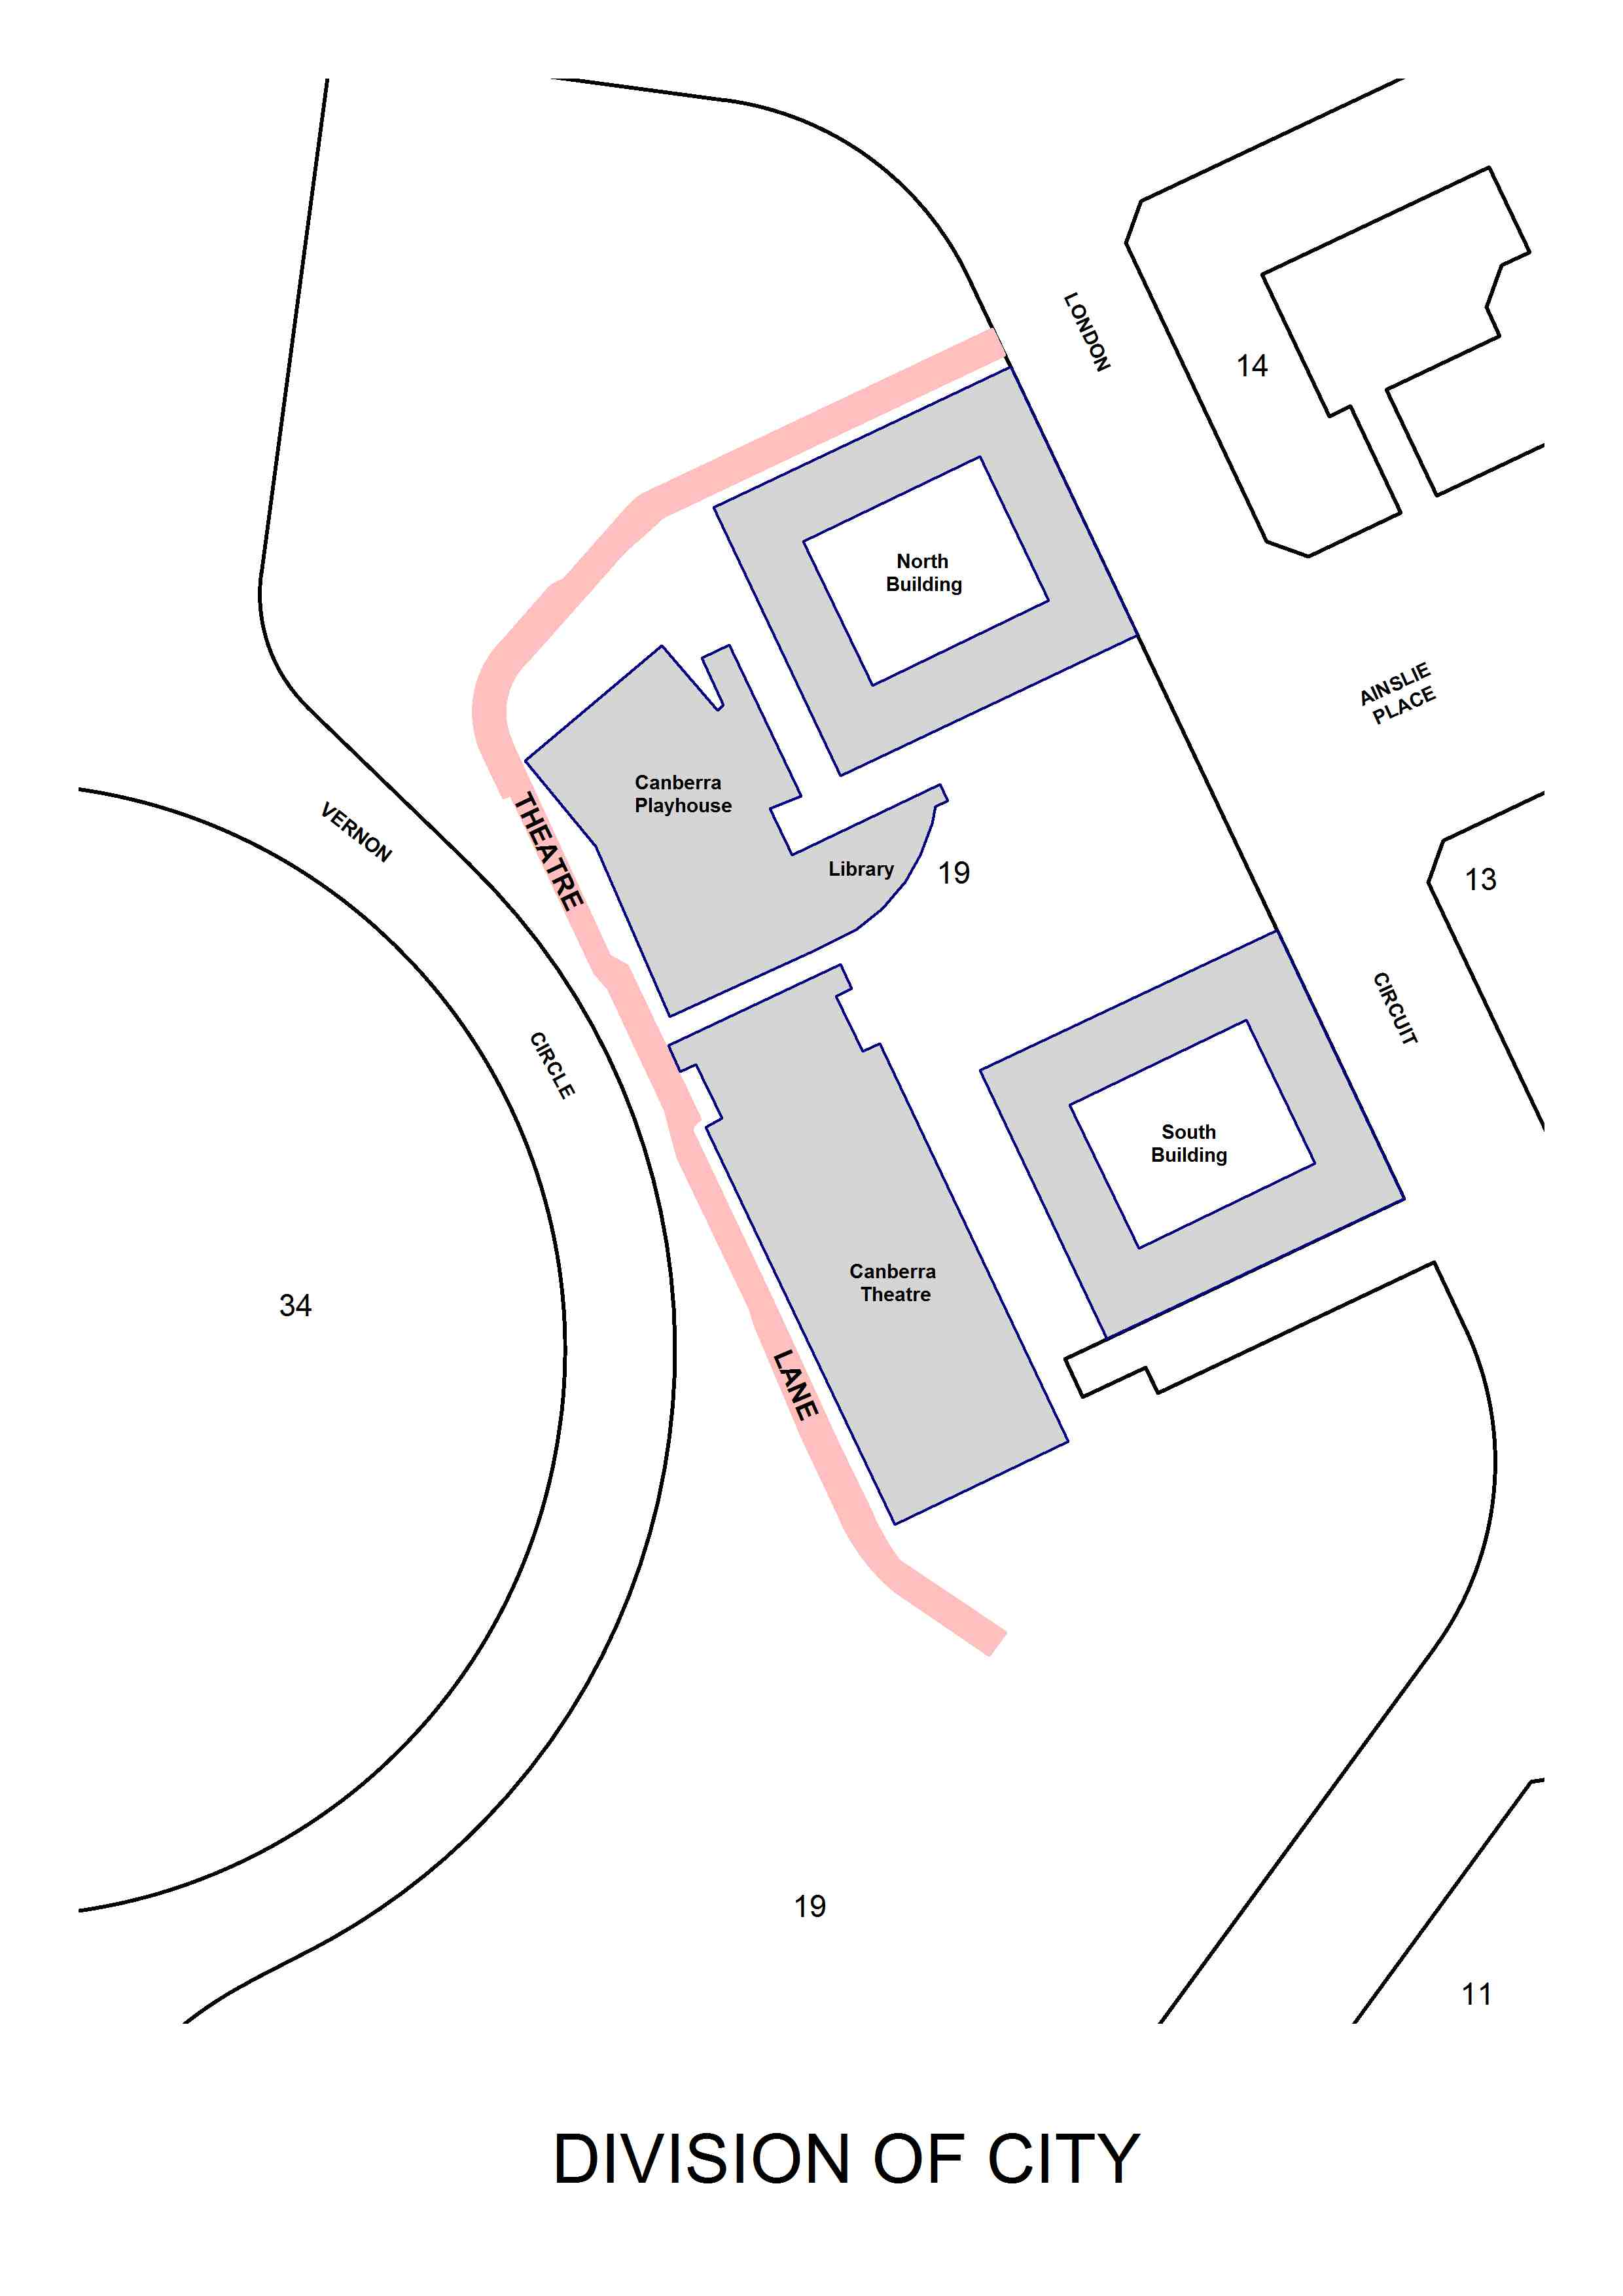 LONDON
14
North
Building
AINSLIE
PLACE
Canberra
Playhouse
THEATRE
VERNON
Library
19
13
CIRCUIT
CIRCLE
South
Building
Canberra
Theatre
34
LANE
19
11
DIVISION OF CITY